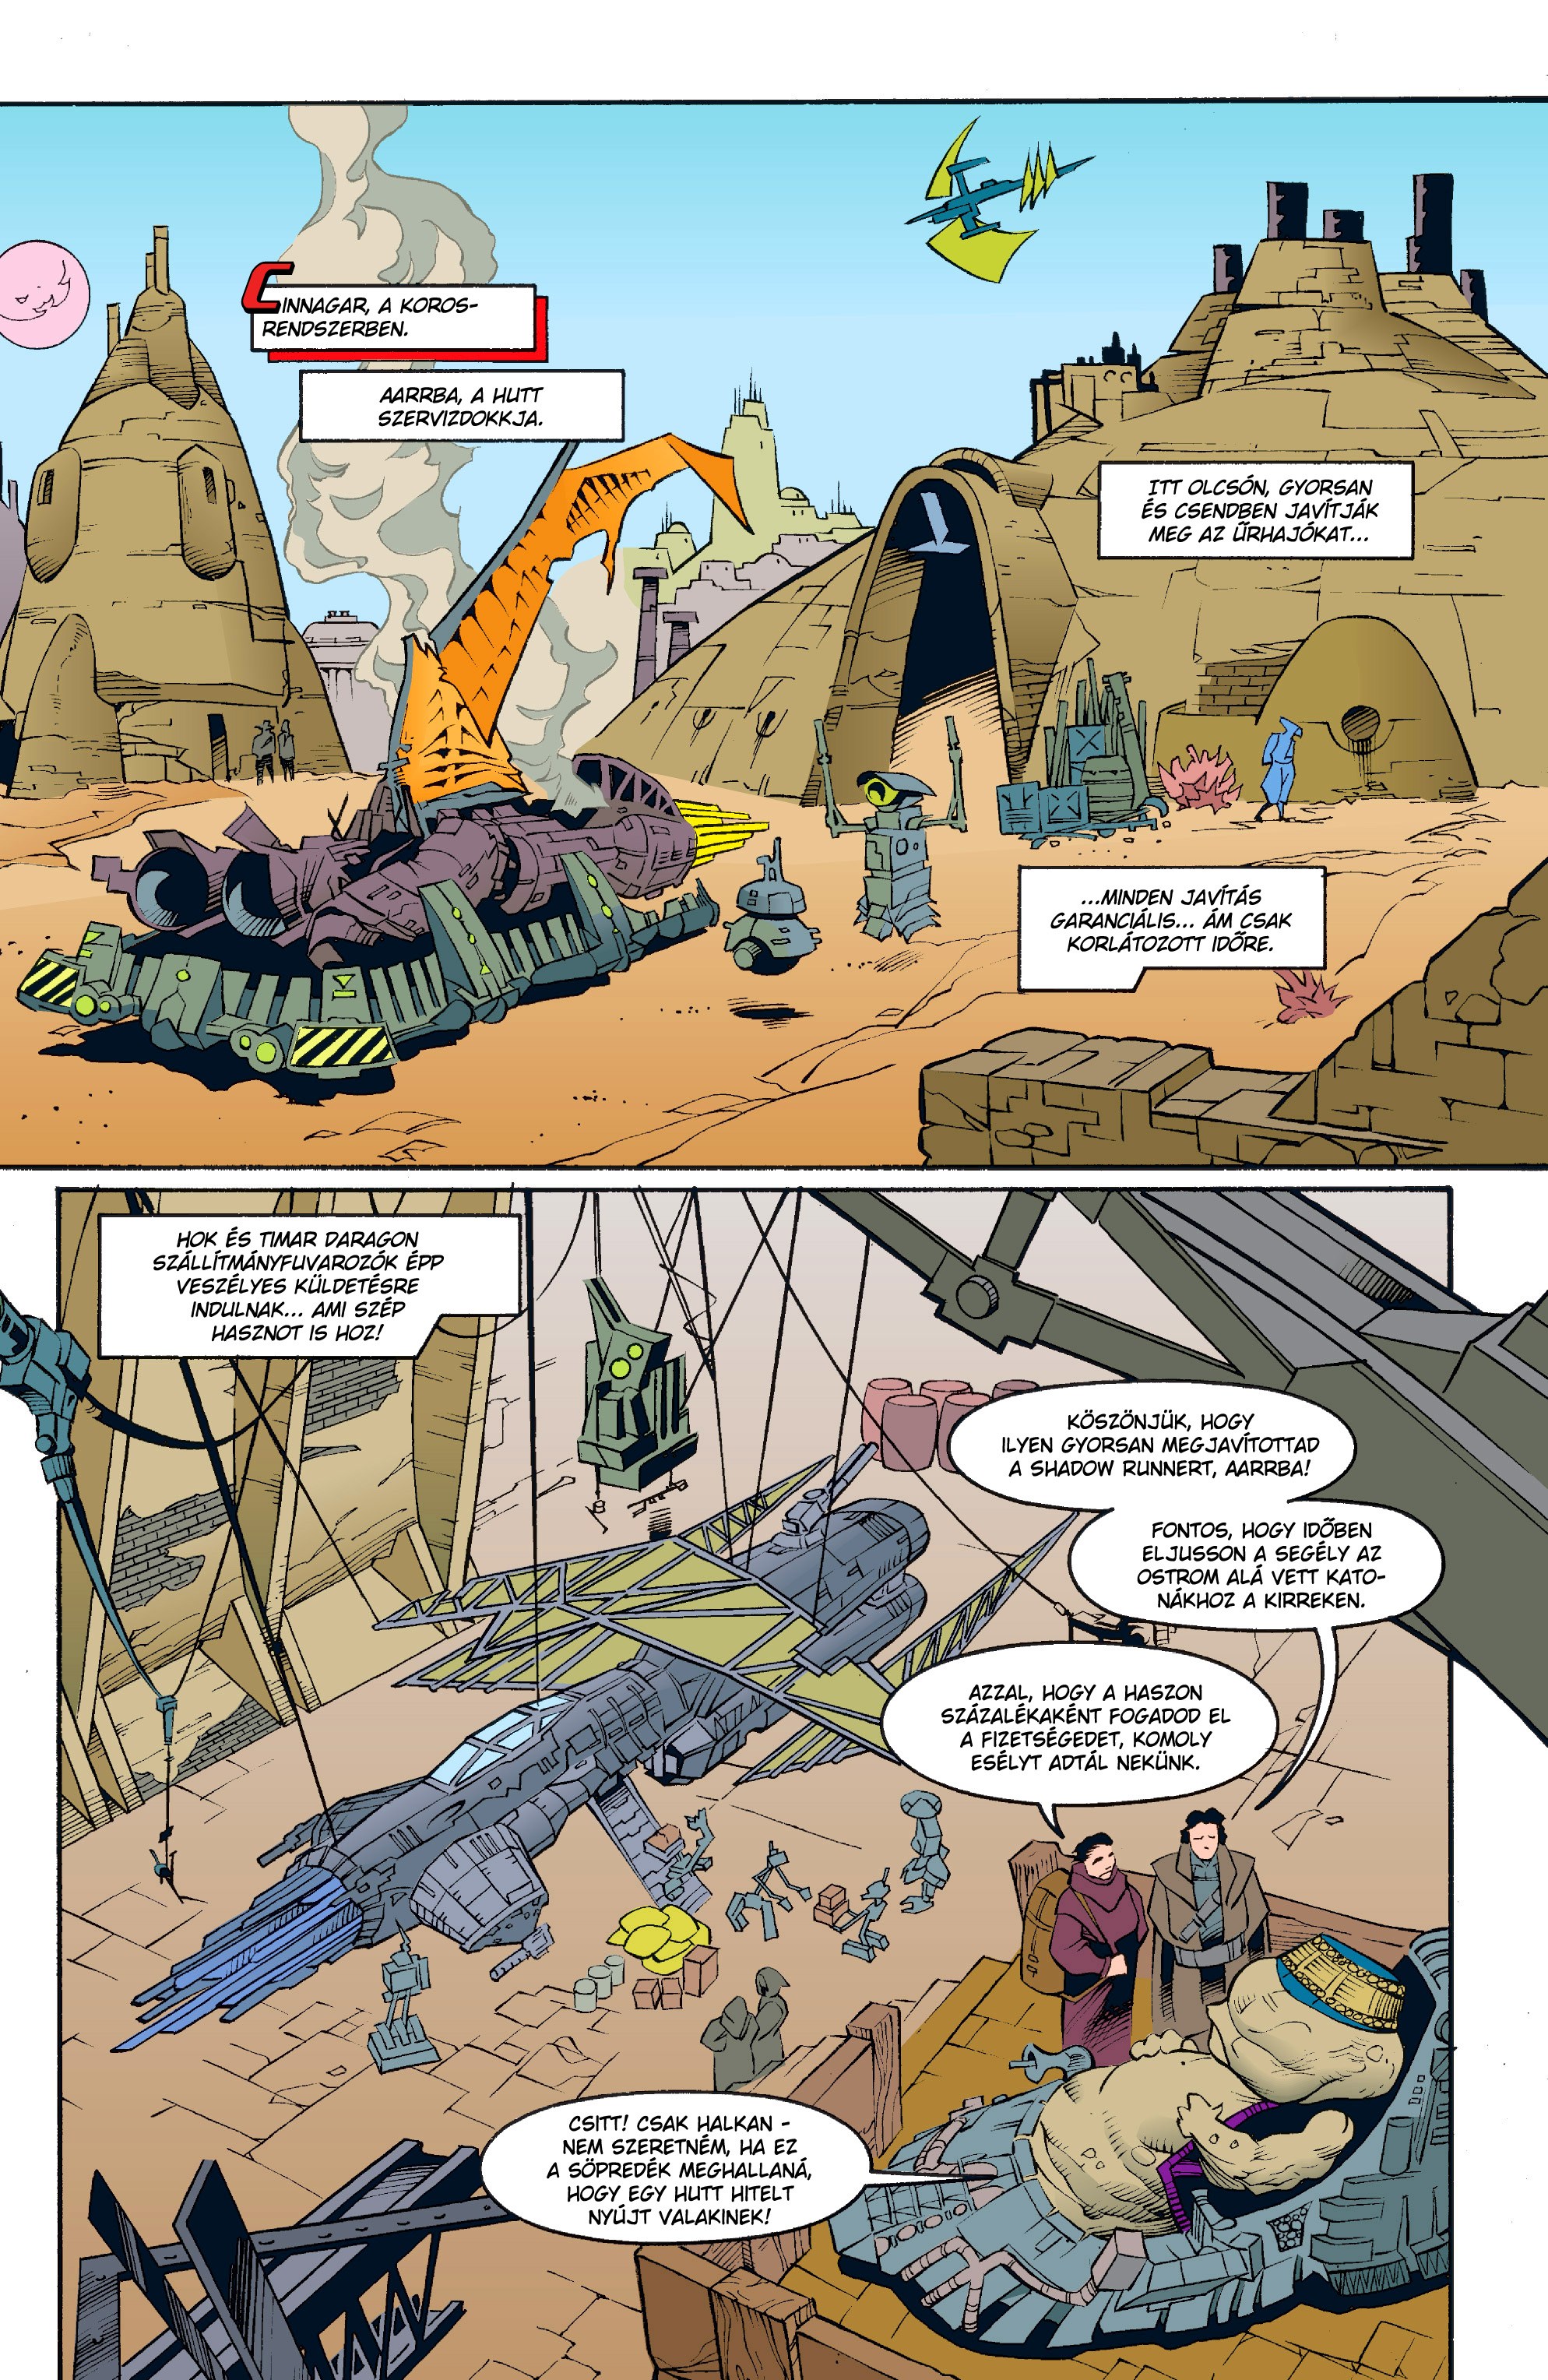 CINNAGAR, A KOROS-
RENDSZERBEN.
AARRBA, A HUTT
SZERVIZDOKKJA.
ITT OLCSÓN, GYORSAN
ÉS CSENDBEN JAVÍTJÁK
MEG AZ ŰRHAJÓKAT...
...MINDEN JAVÍTÁS
GARANCIÁLIS... ÁM CSAK
KORLÁTOZOTT IDŐRE.
HOK ÉS TIMAR DARAGON
SZÁLLÍTMÁNYFUVAROZÓK ÉPP
VESZÉLYES KÜLDETÉSRE
INDULNAK... AMI SZÉP
HASZNOT IS HOZ!
KÖSZÖNJÜK, HOGY
ILYEN GYORSAN MEGJAVÍTOTTAD
A SHADOW RUNNERT, AARRBA!
FONTOS, HOGY IDŐBEN
ELJUSSON A SEGÉLY AZ
OSTROM ALÁ VETT KATO-
NÁKHOZ A KIRREKEN.
AZZAL, HOGY A HASZON
SZÁZALÉKAKÉNT FOGADOD EL
A FIZETSÉGEDET, KOMOLY
ESÉLYT ADTÁL NEKÜNK.
CSITT! CSAK HALKAN -
NEM SZERETNÉM, HA EZ
A SÖPREDÉK MEGHALLANÁ,
HOGY EGY HUTT HITELT
NYÚJT VALAKINEK!